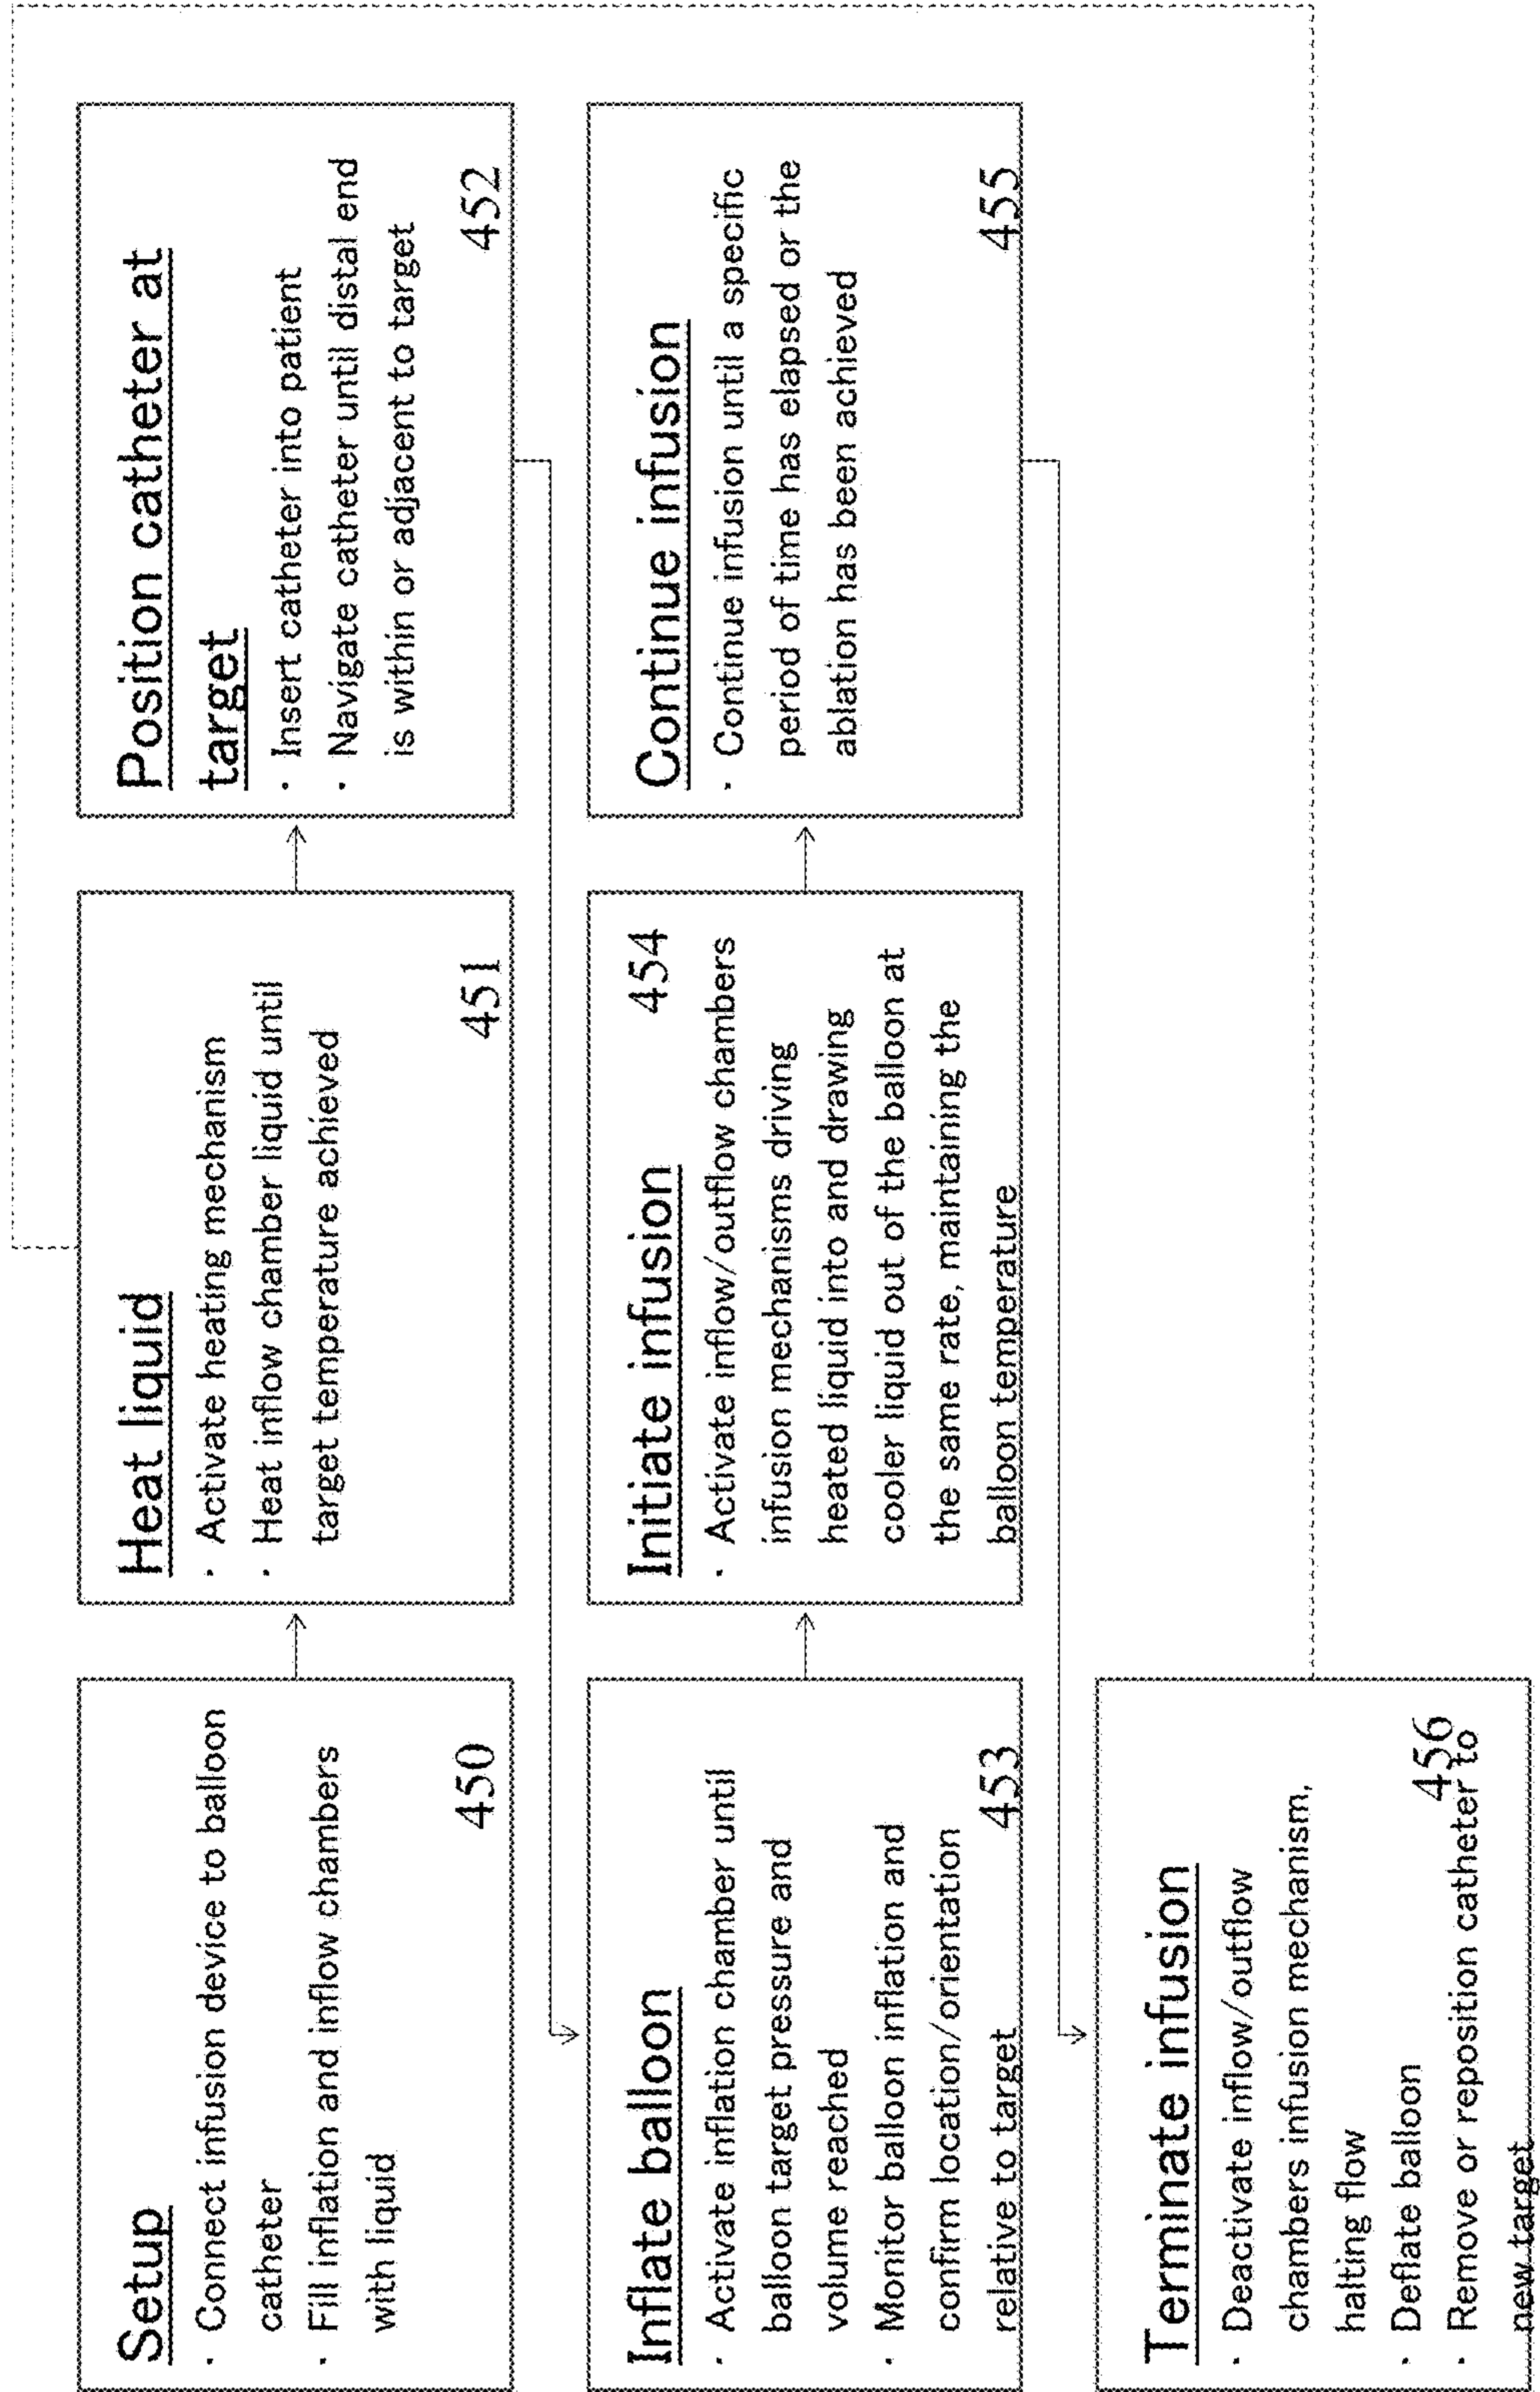 Setup
· Connect infusion device to balloon
catheter
· Fill inflation and inflow chambers
with liquid
450
Heat liquid
· Activate heating mechanism
· Heat inflow chamber liquid until
target temperature achieved
451
Position catheter at
target
· Insert catheter into patient
· Navigate catheter until distal end
is within or adjacent to target
452
Inflate balloon
· Activate inflation chamber until
balloon target pressure and
volume reached
· Monitor balloon inflation and
confirm location/orientation
relative to target
453
Initiate infusion
454
· Activate inflow/outflow chambers
infusion mechanisms driving
heated liquid into and drawing
cooler liquid out of the balloon at
the same rate, maintaining the
balloon temperature
Continue infusion
· Continue infusion until a specific
period of time has elapsed or the
ablation has been achieved
455
Terminate infusion
· Deactivate inflow/outflow
chambers infusion mechanism,
halting flow
· Deflate balloon
456
· Remove or reposition catheter to
new target